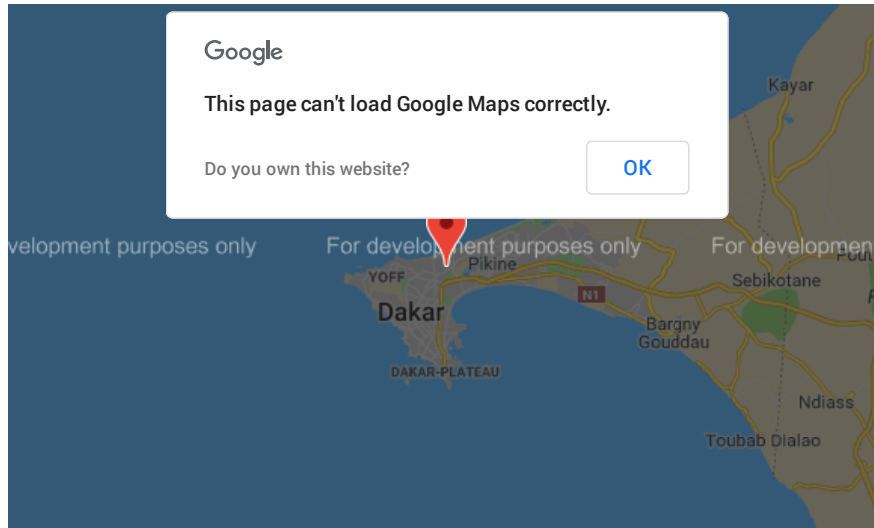 Google
This page can't load Google Maps correctly.
Do you own this website?
OK
Kayar
velopment purposes only
For development purposes only
For developmen
Pout
YOFF
Pikine
Sebikotane
N1
Dakar
Bargny
Gouddau
DAKAR-PLATEAU
Ndiass
Toubab Dialao